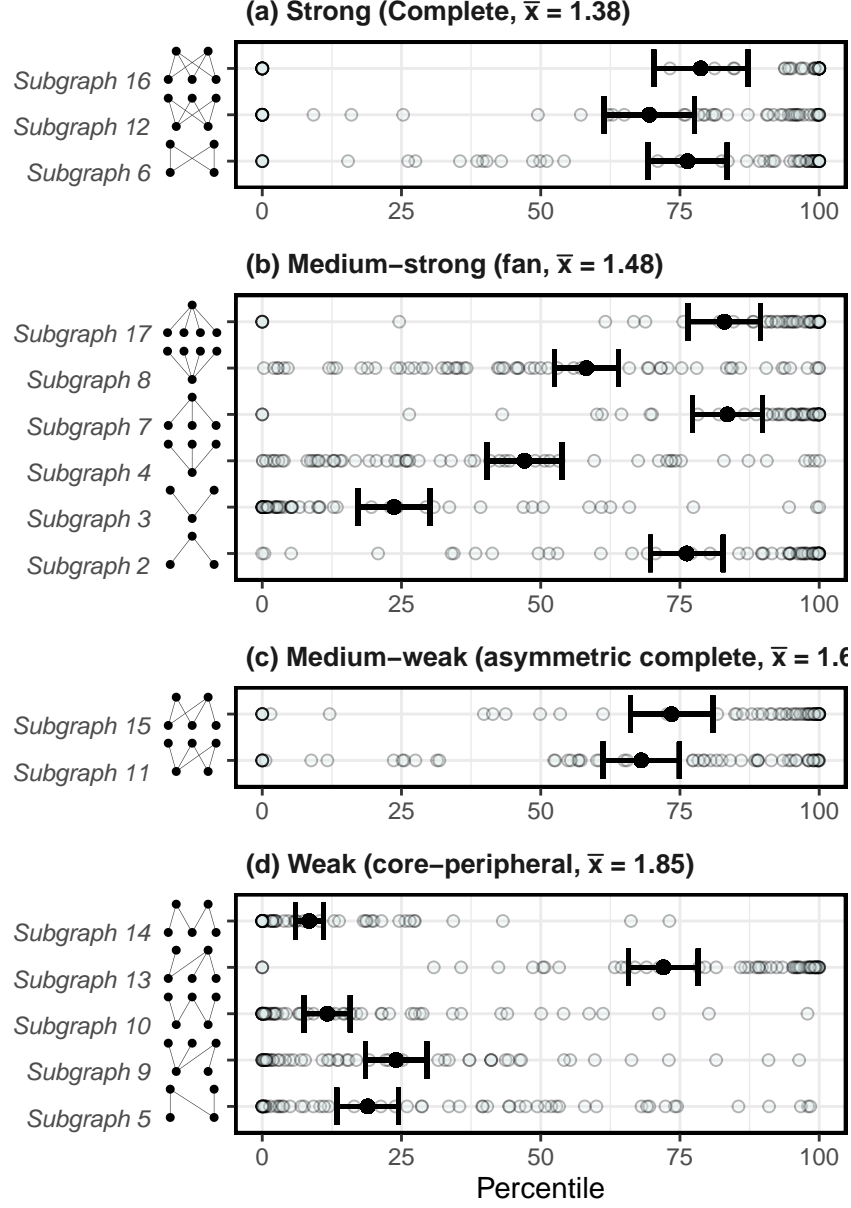 (a) Strong (Complete, x̅ = 1.38)
Subgraph 16
Subgraph 12
Subgraph 6
0 25 50 75 100
(b) Medium−strong (fan, x̅ = 1.48)
Subgraph 17
Subgraph 8
Subgraph 7
Subgraph 4
Subgraph 3
Subgraph 2
0 25 50 75 100
(c) Medium−weak (asymmetric complete, x̅ = 1.6
Subgraph 15
Subgraph 11
0 25 50 75 100
(d) Weak (core−peripheral, x̅ = 1.85)
Subgraph 14
Subgraph 13
Subgraph 10
Subgraph 9
Subgraph 5
0 25 50 75 100
Percentile